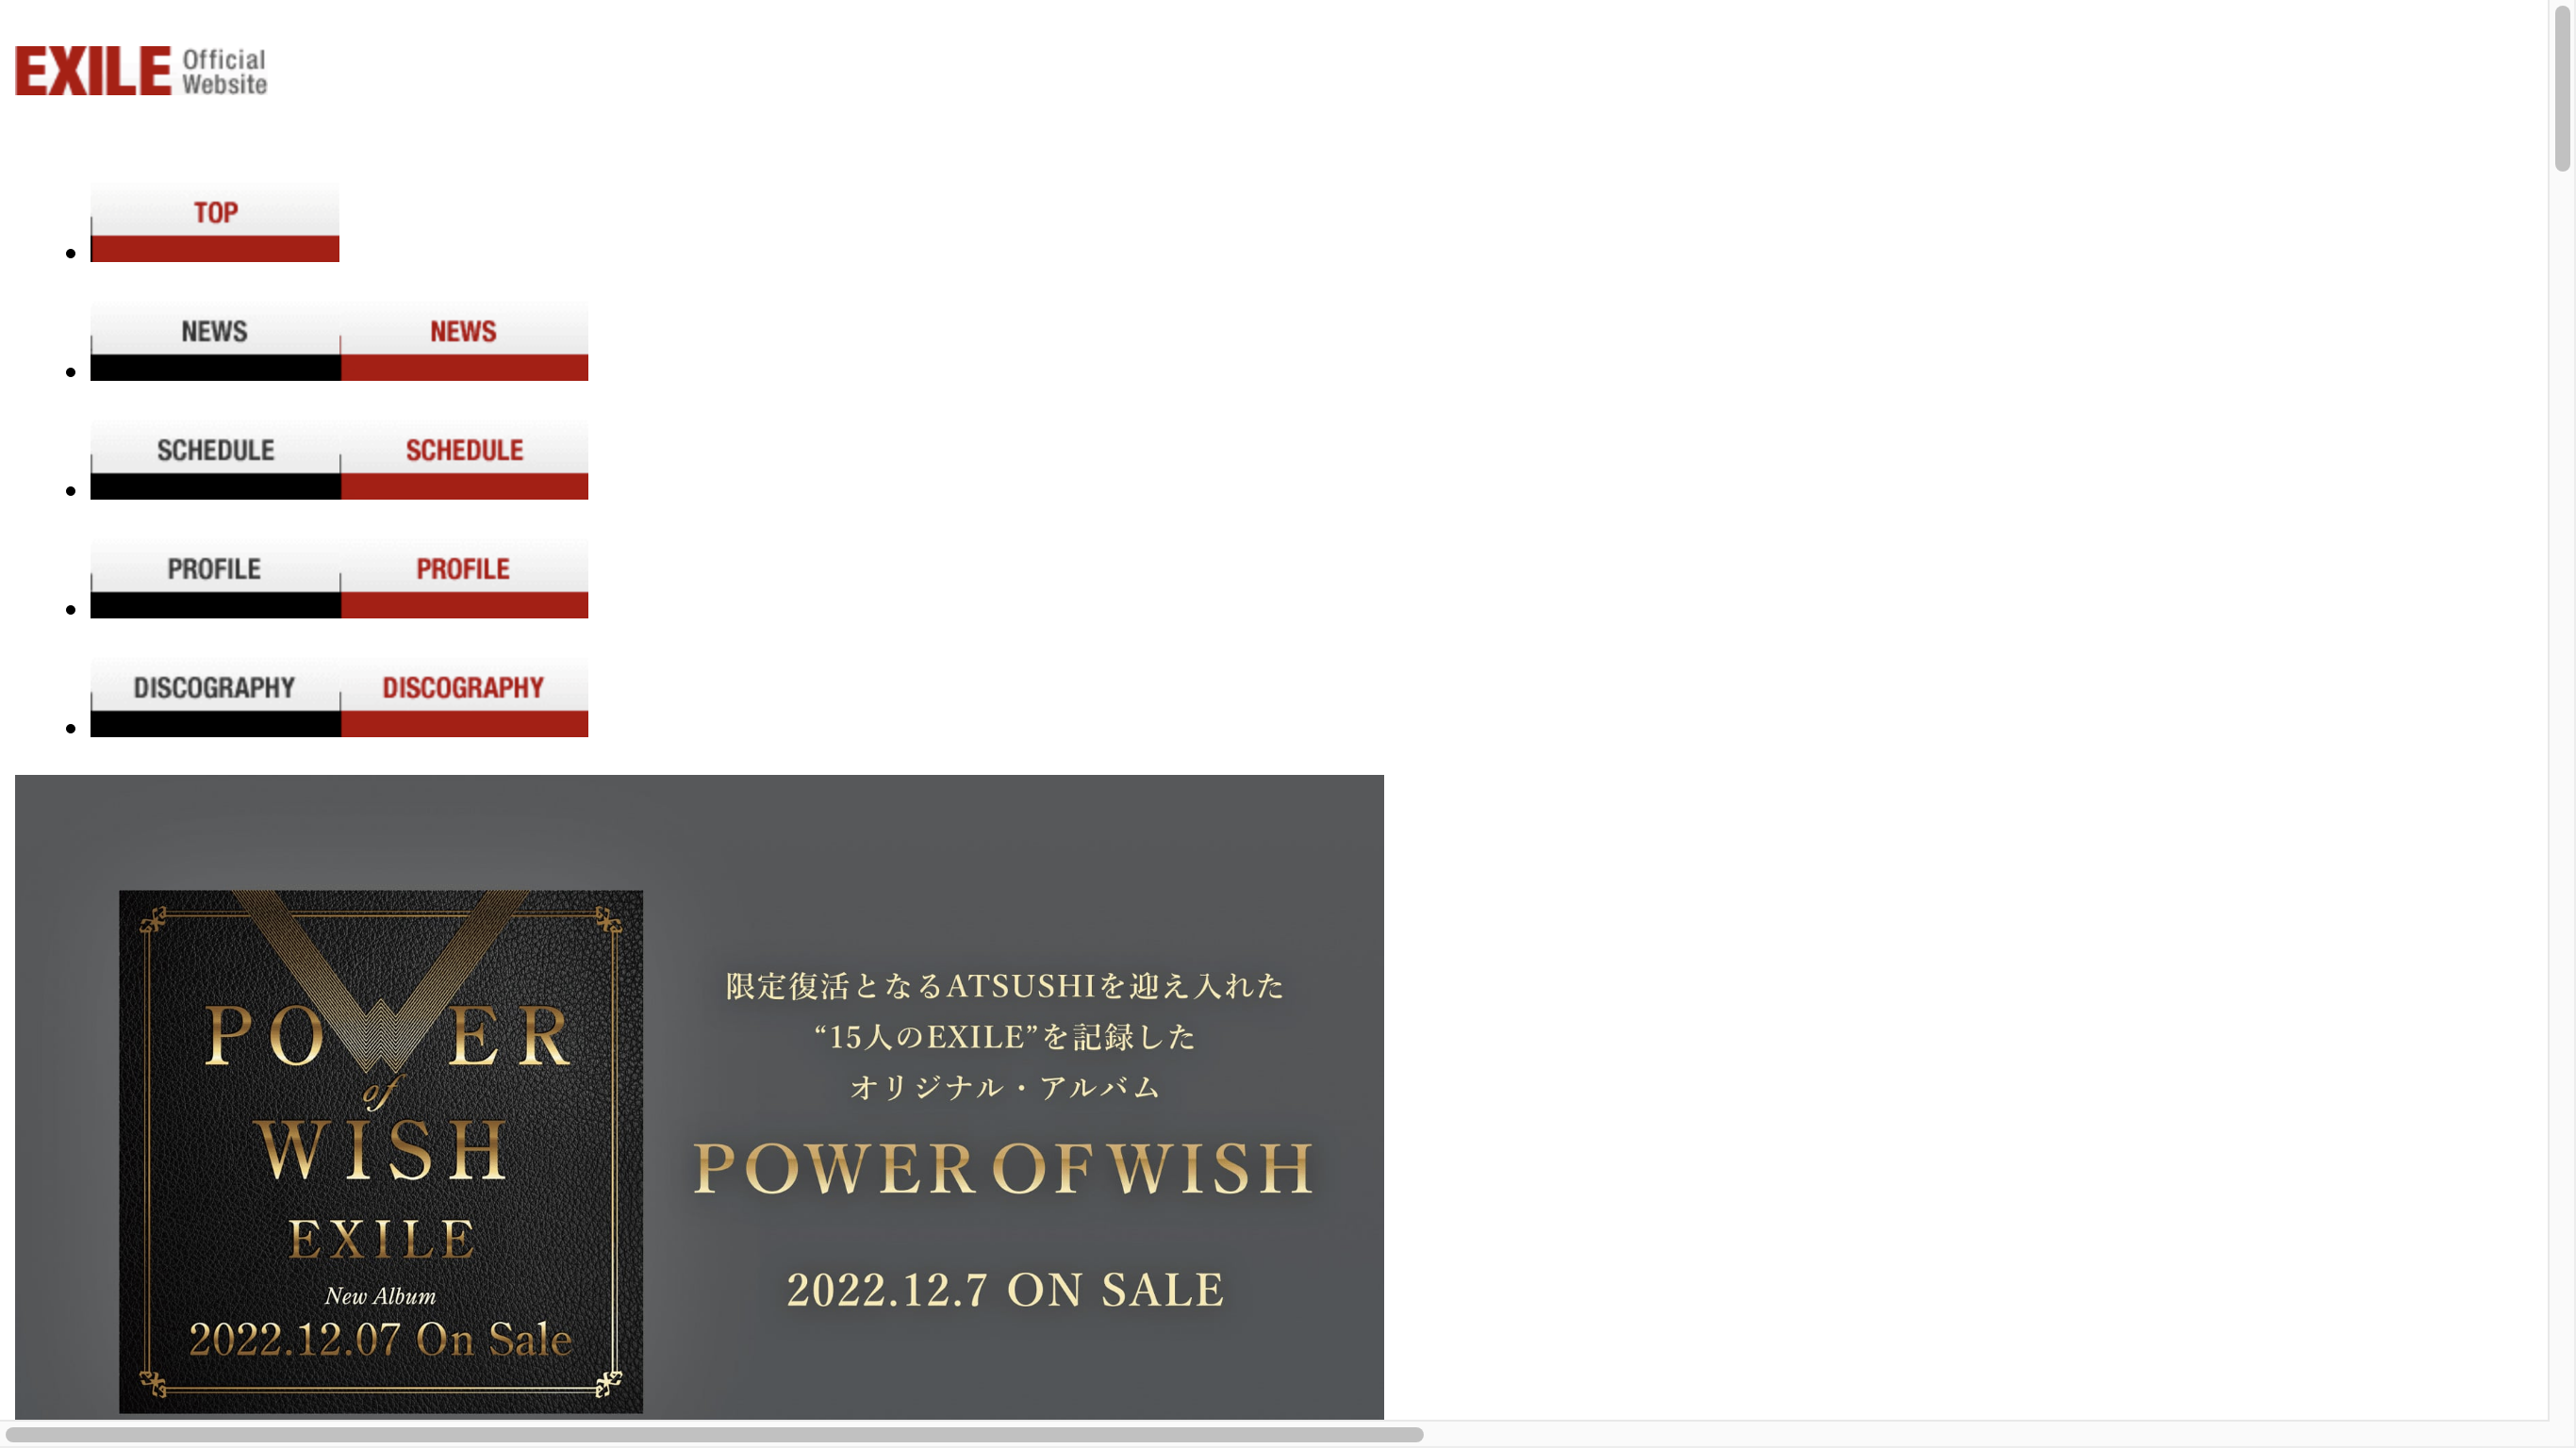 EXILE Official
Website
TOP
NEWS NEWS
SCHEDULE SCHEDULE
PROFILE PROFILE
DISCOGRAPHY DISCOGRAPHY
POWER
of
WISH
EXILE
New Album
2022.12.07 On Sale
限定復活となるATSUSHIを迎え入れた
“15人のEXILE”を記録した
オリジナル・アルバム
POWER OF WISH
2022.12.7 ON SALE